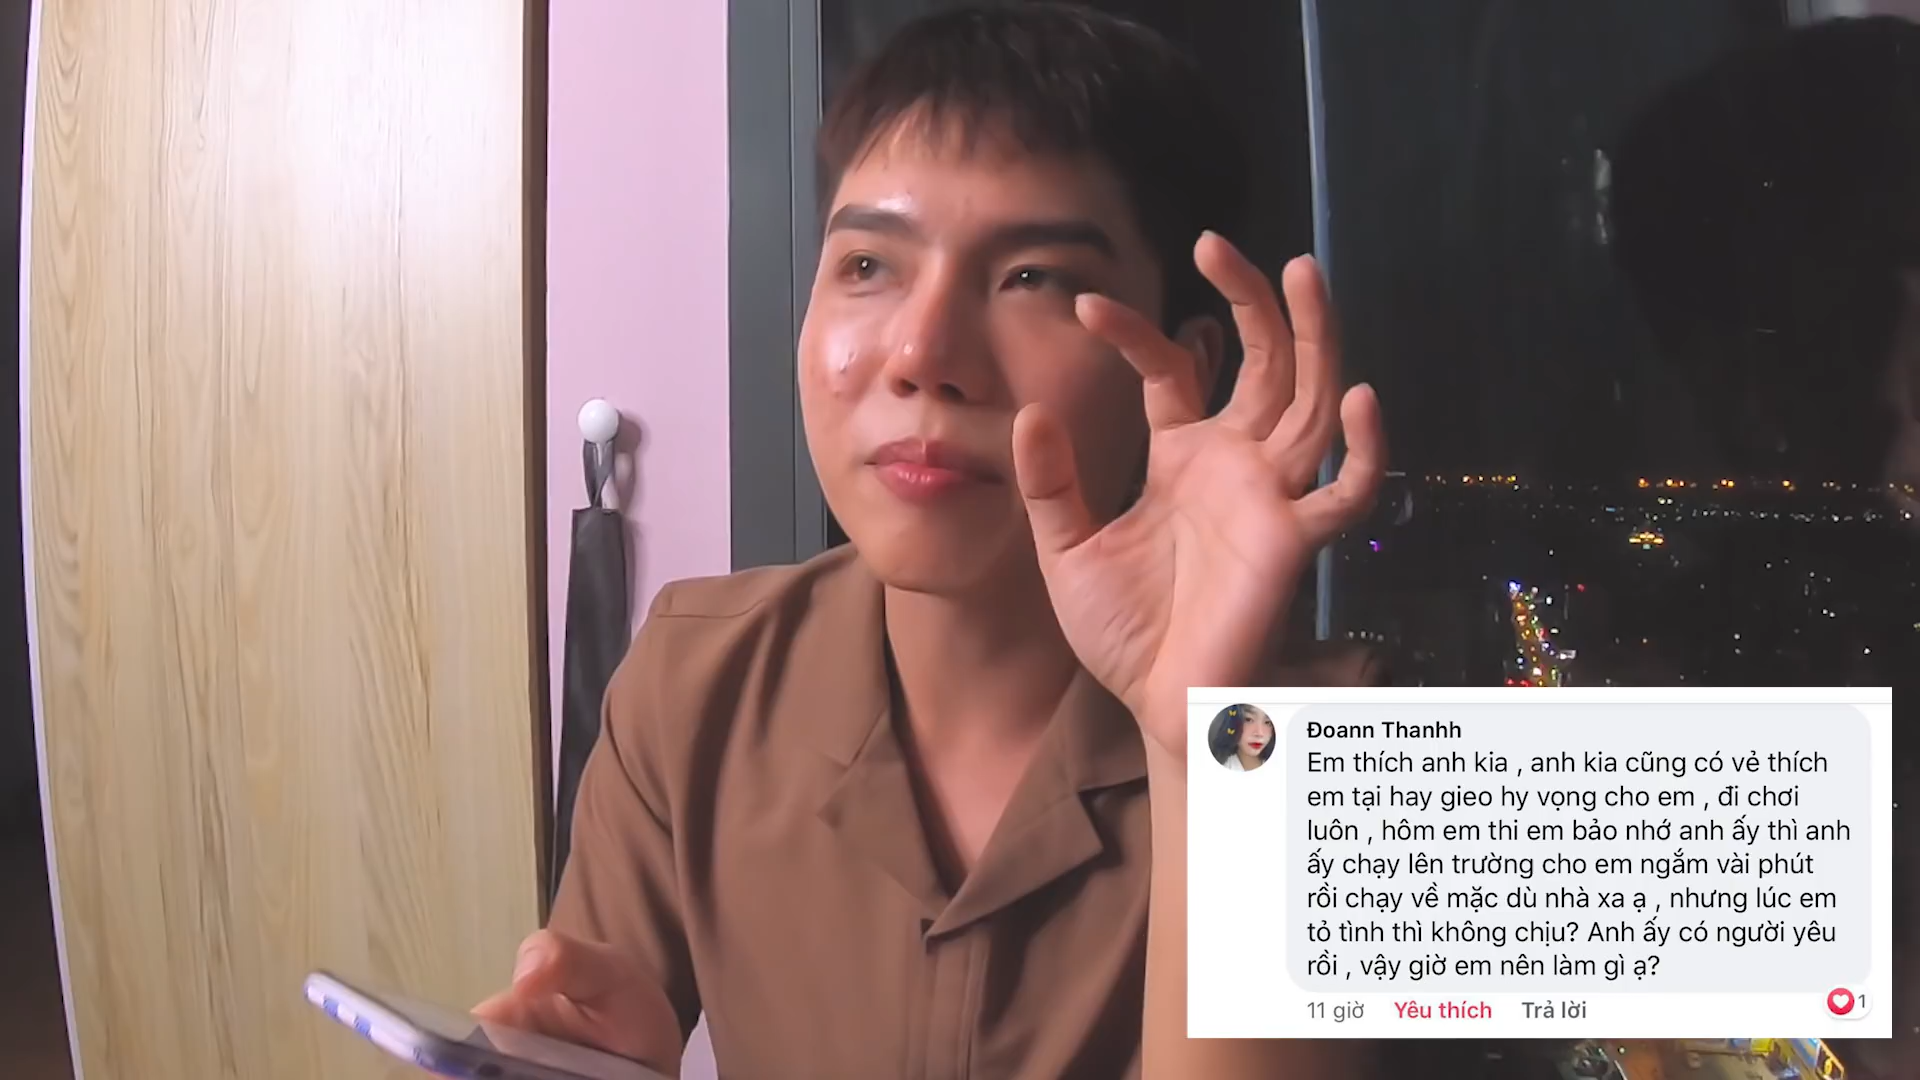 Đoann Thanhh
Em thích anh kia , anh kia cũng có vẻ thích
em tại hay gieo hy vọng cho em , đi chơi
luôn , hôm em thi em bảo nhớ anh ấy thì anh
ấy chạy lên trường cho em ngắm vài phút
rồi chạy về mặc dù nhà xa ạ , nhưng lúc em
tỏ tình thì không chịu? Anh ấy có người yêu
rồi , vậy giờ em nên làm gì ạ?
11 giờ Yêu thích Trả lời 1